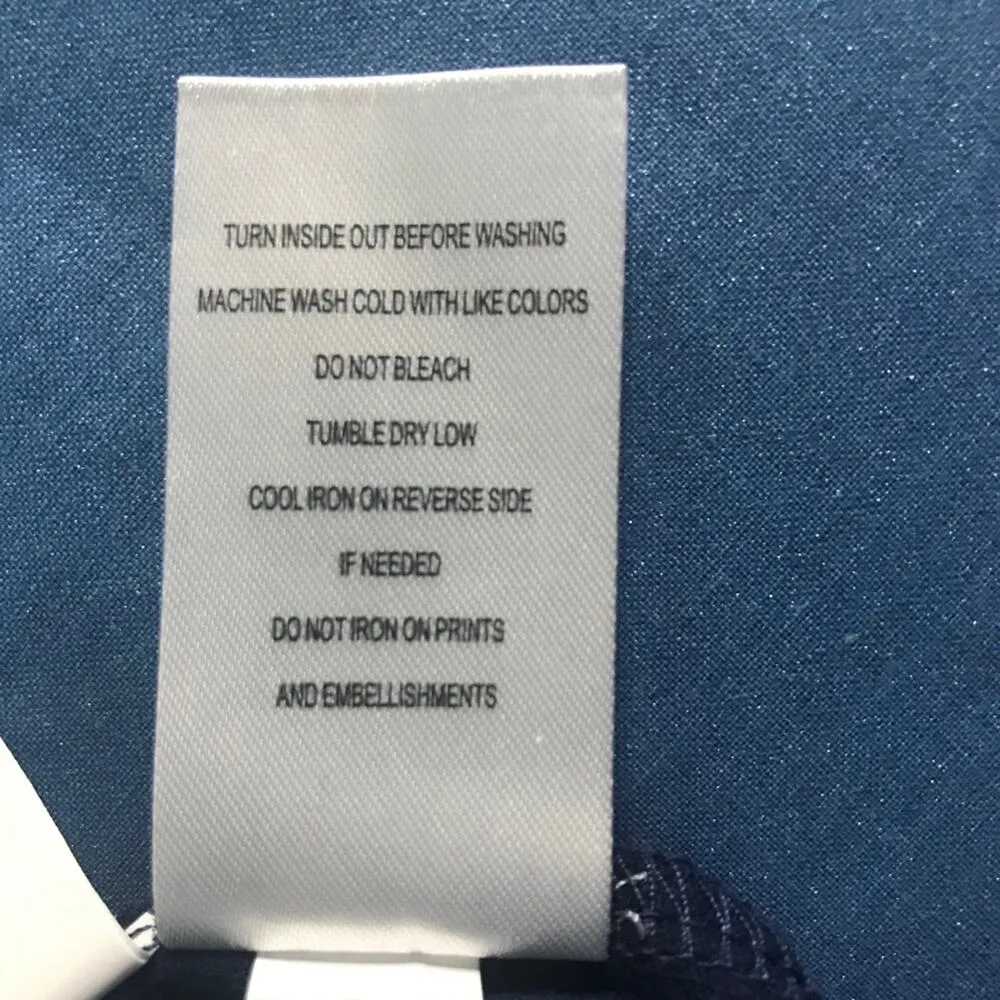 TURN INSIDE OUT BEFORE WASHING
MACHINE WASH COLD WITH LIKE COLORS
DO NOT BLEACH
TUMBLE DRY LOW
COOL IRON ON REVERSE SIDE
IF NEEDED
DO NOT IRON ON PRINTS
AND EMBELLISHMENTS